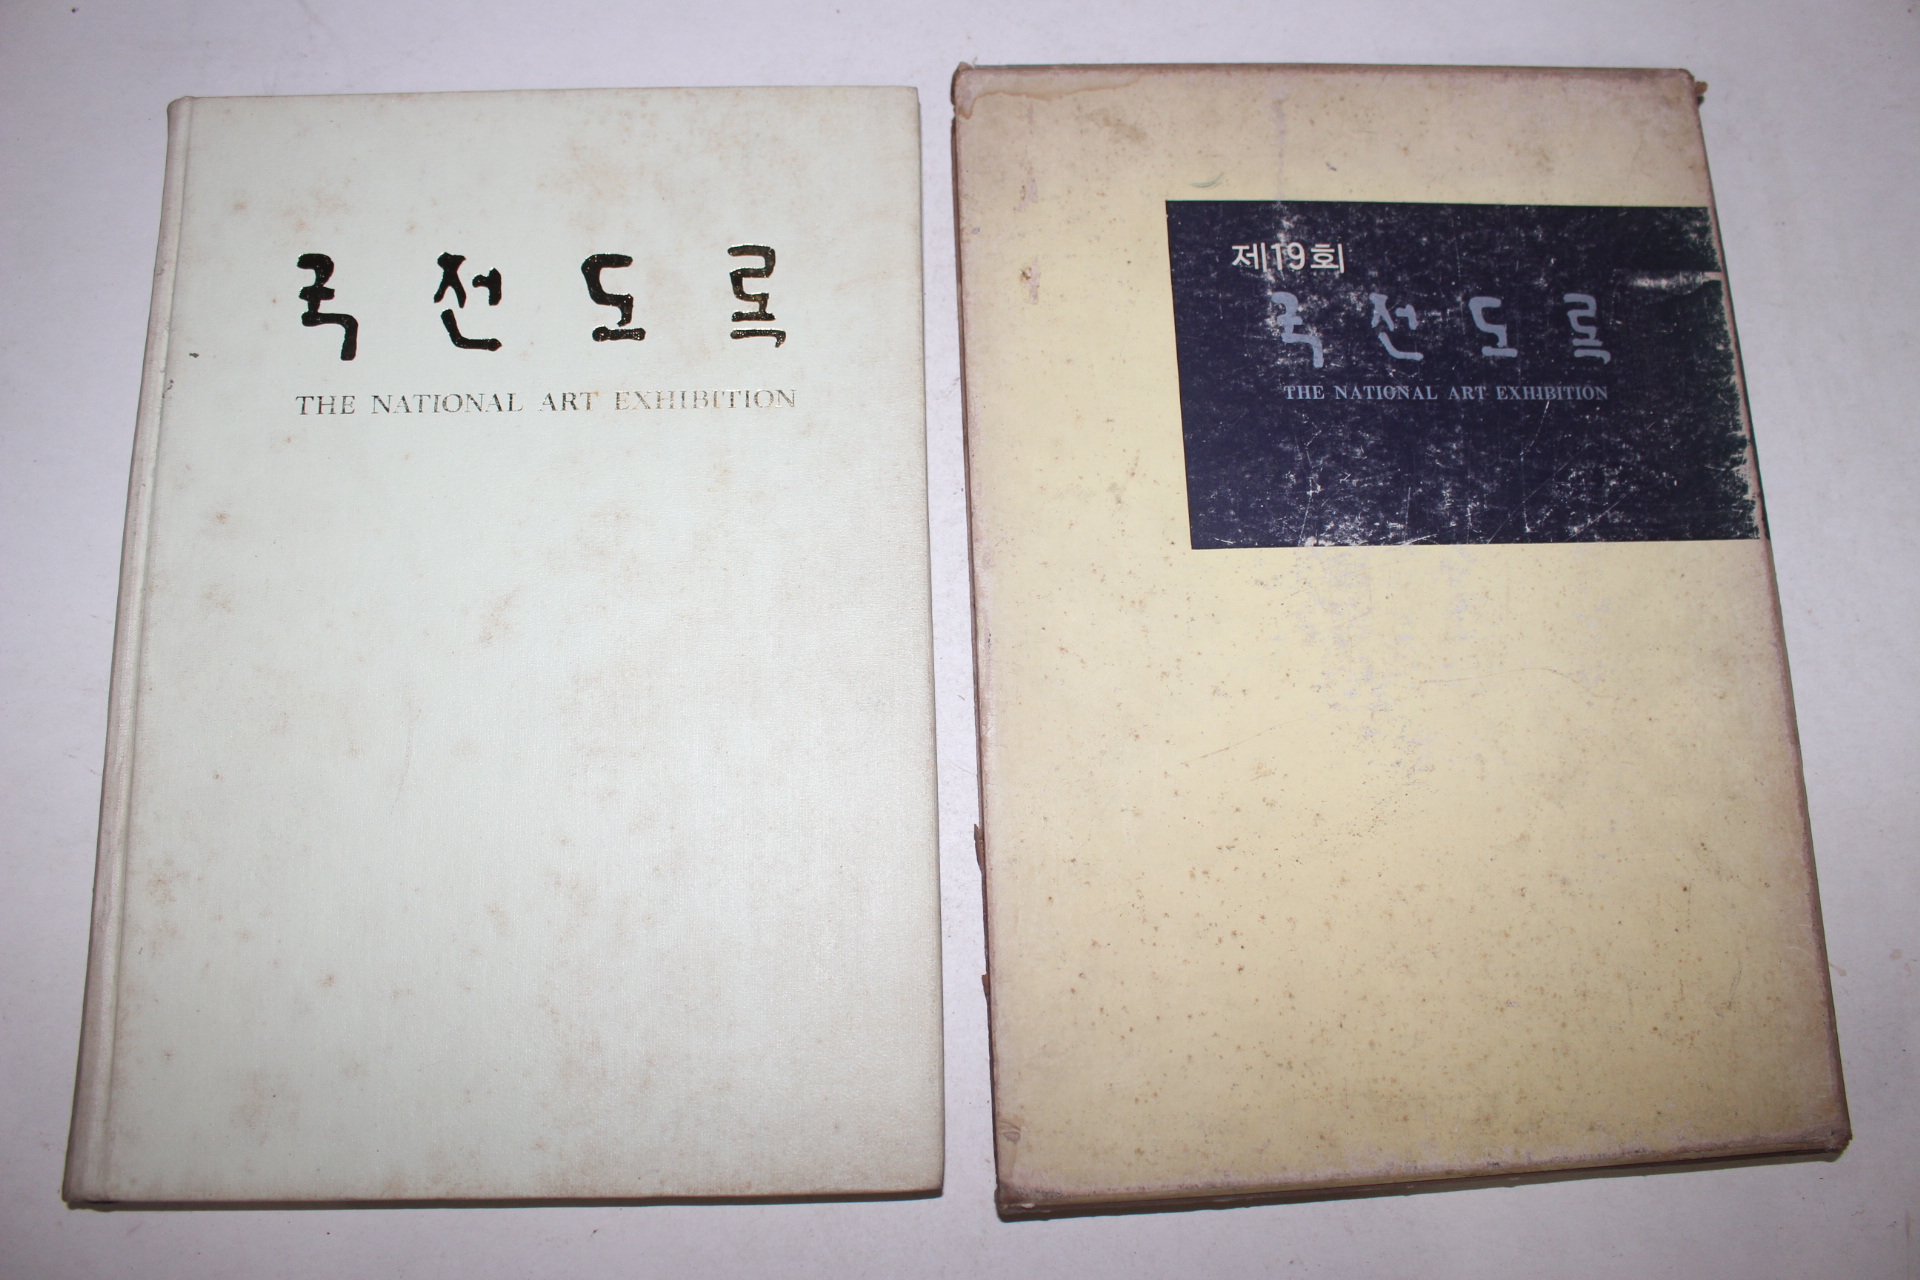 국전도록
THE NATIONAL ART EXHIBITION
제19회
국전도록
THE NATIONAL ART EXHIBITION